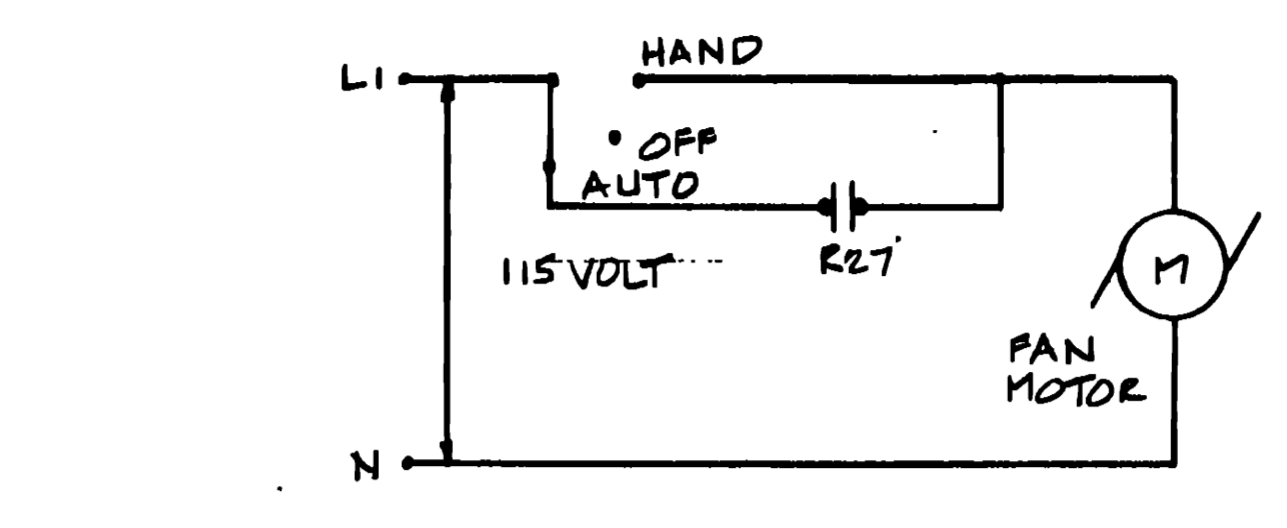 HAND
L1
OFF
AUTO
115 VOLT
R27
M
FAN
MOTOR
N